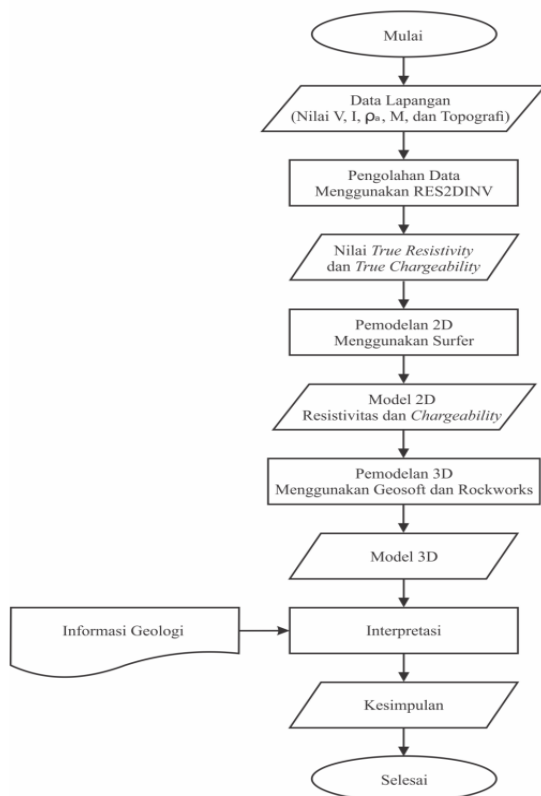 Mulai
Data Lapangan
(Nilai V, I, ρₐ, M, dan Topografi)
Pengolahan Data
Menggunakan RES2DINV
Nilai True Resistivity
dan True Chargeability
Pemodelan 2D
Menggunakan Surfer
Model 2D
Resistivitas dan Chargeability
Pemodelan 3D
Menggunakan Geosoft dan Rockworks
Model 3D
Informasi Geologi
Interpretasi
Kesimpulan
Selesai